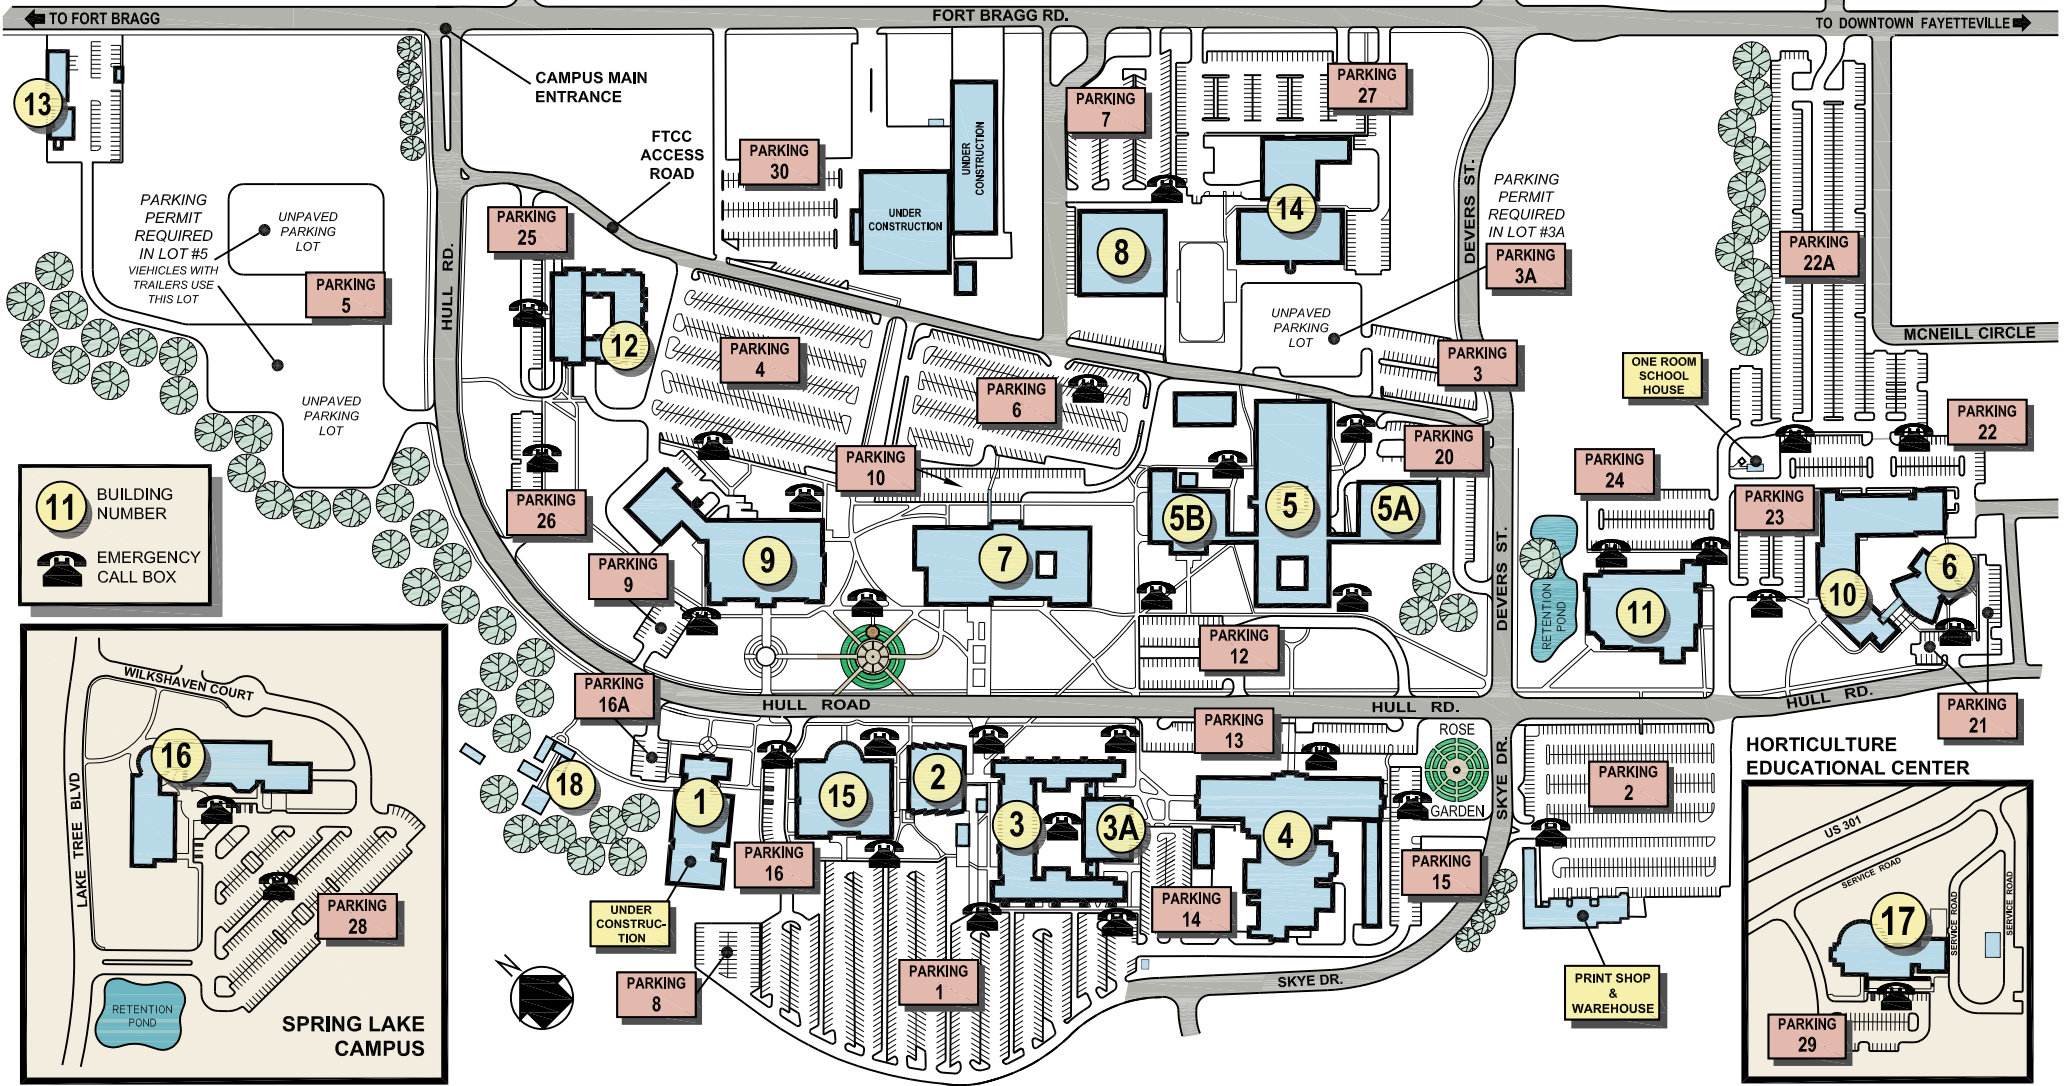 TO FORT BRAGG
FORT BRAGG RD.
TO DOWNTOWN FAYETTEVILLE
13
CAMPUS MAIN
ENTRANCE
FTCC
ACCESS
ROAD
PARKING
30
UNDER
CONSTRUCTION
UNDER
CONSTRUCTION
PARKING
7
PARKING
27
14
8
DEVERS ST.
PARKING
PERMIT
REQUIRED
IN LOT #3A
PARKING
3A
UNPAVED
PARKING
LOT
PARKING
3
PARKING
22A
MCNEILL CIRCLE
PARKING
PERMIT
REQUIRED
IN LOT #5
VIEHICLES WITH
TRAILERS USE
THIS LOT
UNPAVED
PARKING
LOT
PARKING
5
UNPAVED
PARKING
LOT
HULL RD.
PARKING
25
12
PARKING
4
PARKING
6
PARKING
10
PARKING
20
ONE ROOM
SCHOOL
HOUSE
PARKING
22
PARKING
24
PARKING
23
11
BUILDING
NUMBER
EMERGENCY
CALL BOX
PARKING
26
PARKING
9
9
7
5B
5
5A
DEVERS ST.
RETENTION
POND
11
10
6
PARKING
12
PARKING
16A
HULL ROAD
HULL RD.
HULL RD.
PARKING
21
PARKING
13
ROSE
GARDEN
SKYE DR.
PARKING
2
18
1
15
2
3
3A
4
PARKING
16
PARKING
14
PARKING
15
UNDER
CONSTRUC-
TION
PARKING
8
PARKING
1
SKYE DR.
PRINT SHOP
&
WAREHOUSE
N
WILKSHAVEN COURT
LAKE TREE BLVD
16
PARKING
28
RETENTION
POND
SPRING LAKE
CAMPUS
HORTICULTURE
EDUCATIONAL CENTER
US 301
SERVICE ROAD
SERVICE ROAD
SERVICE ROAD
17
PARKING
29